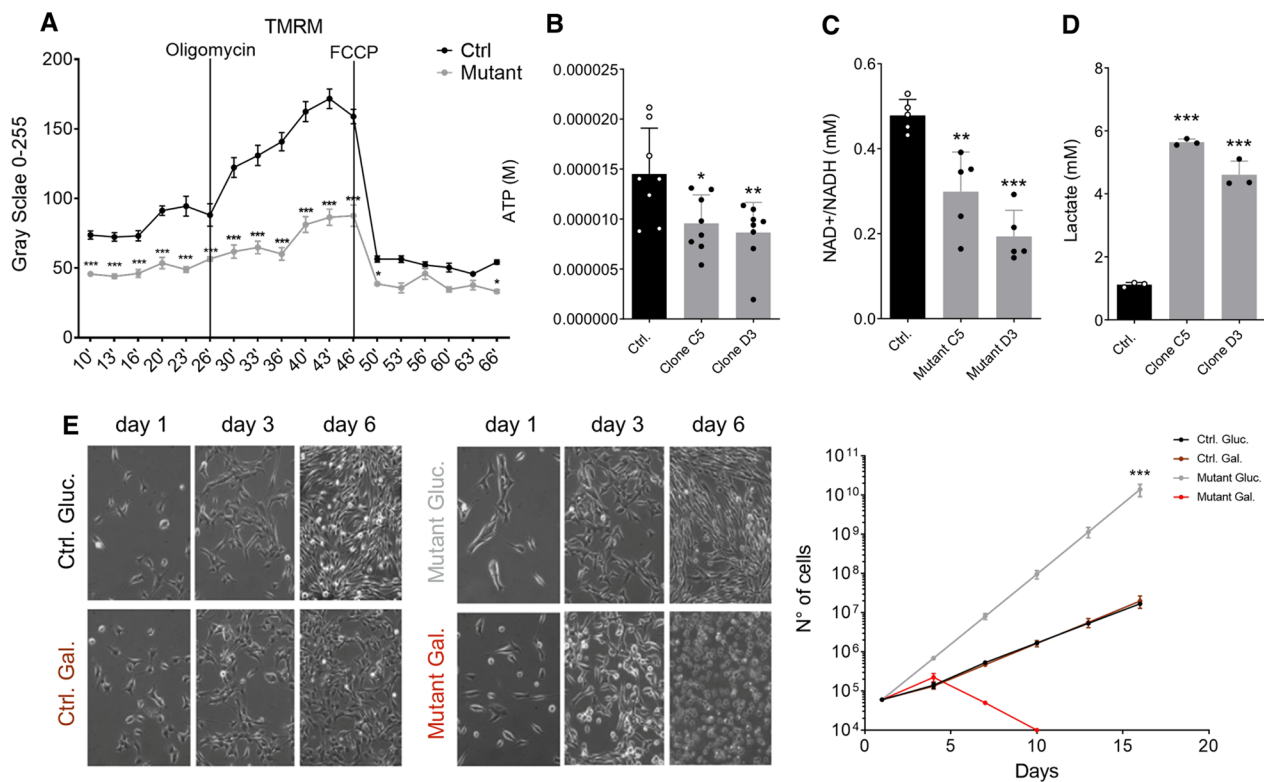 A
TMRM
Oligomycin
FCCP
Ctrl
Mutant
Gray Sclae 0-255
200
150
100
50
0
*** *** *** *** *** *** *** *** *** *** *** *** * *
10' 13' 16' 20' 23' 26' 30' 33' 36' 40' 43' 46' 50' 53' 56' 60' 63' 66'
B
ATP (M)
0.000025
0.000020
0.000015
0.000010
0.000005
0.000000
* **
Ctrl. Clone C5 Clone D3
C
NAD+/NADH (mM)
0.6
0.4
0.2
0.0
** ***
Ctrl. Mutant C5 Mutant D3
D
Lactate (mM)
8
6
4
2
0
*** ***
Ctrl. Clone C5 Clone D3
E
day 1 day 3 day 6
Ctrl. Gluc.
Ctrl. Gal.
day 1 day 3 day 6
Mutant Gluc.
Mutant Gal.
Ctrl. Gluc.
Ctrl. Gal.
Mutant Gluc.
Mutant Gal.
N° of cells
10¹¹
10¹⁰
10⁹
10⁸
10⁷
10⁶
10⁵
10⁴
***
0 5 10 15 20
Days